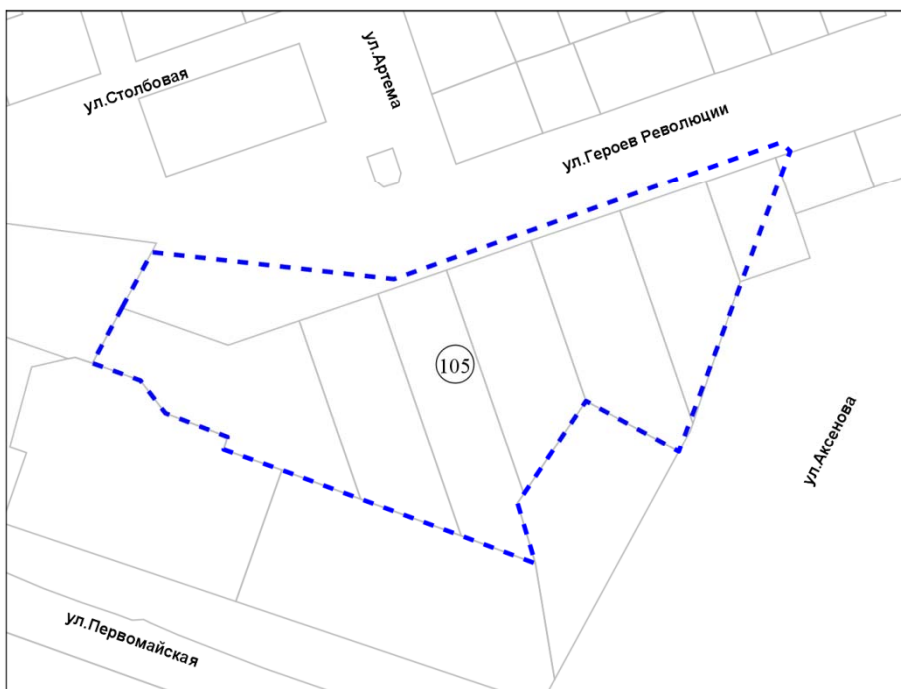 ул.Столбовая
ул.Артема
ул.Героев Революции
105
ул.Аксенова
ул.Первомайская